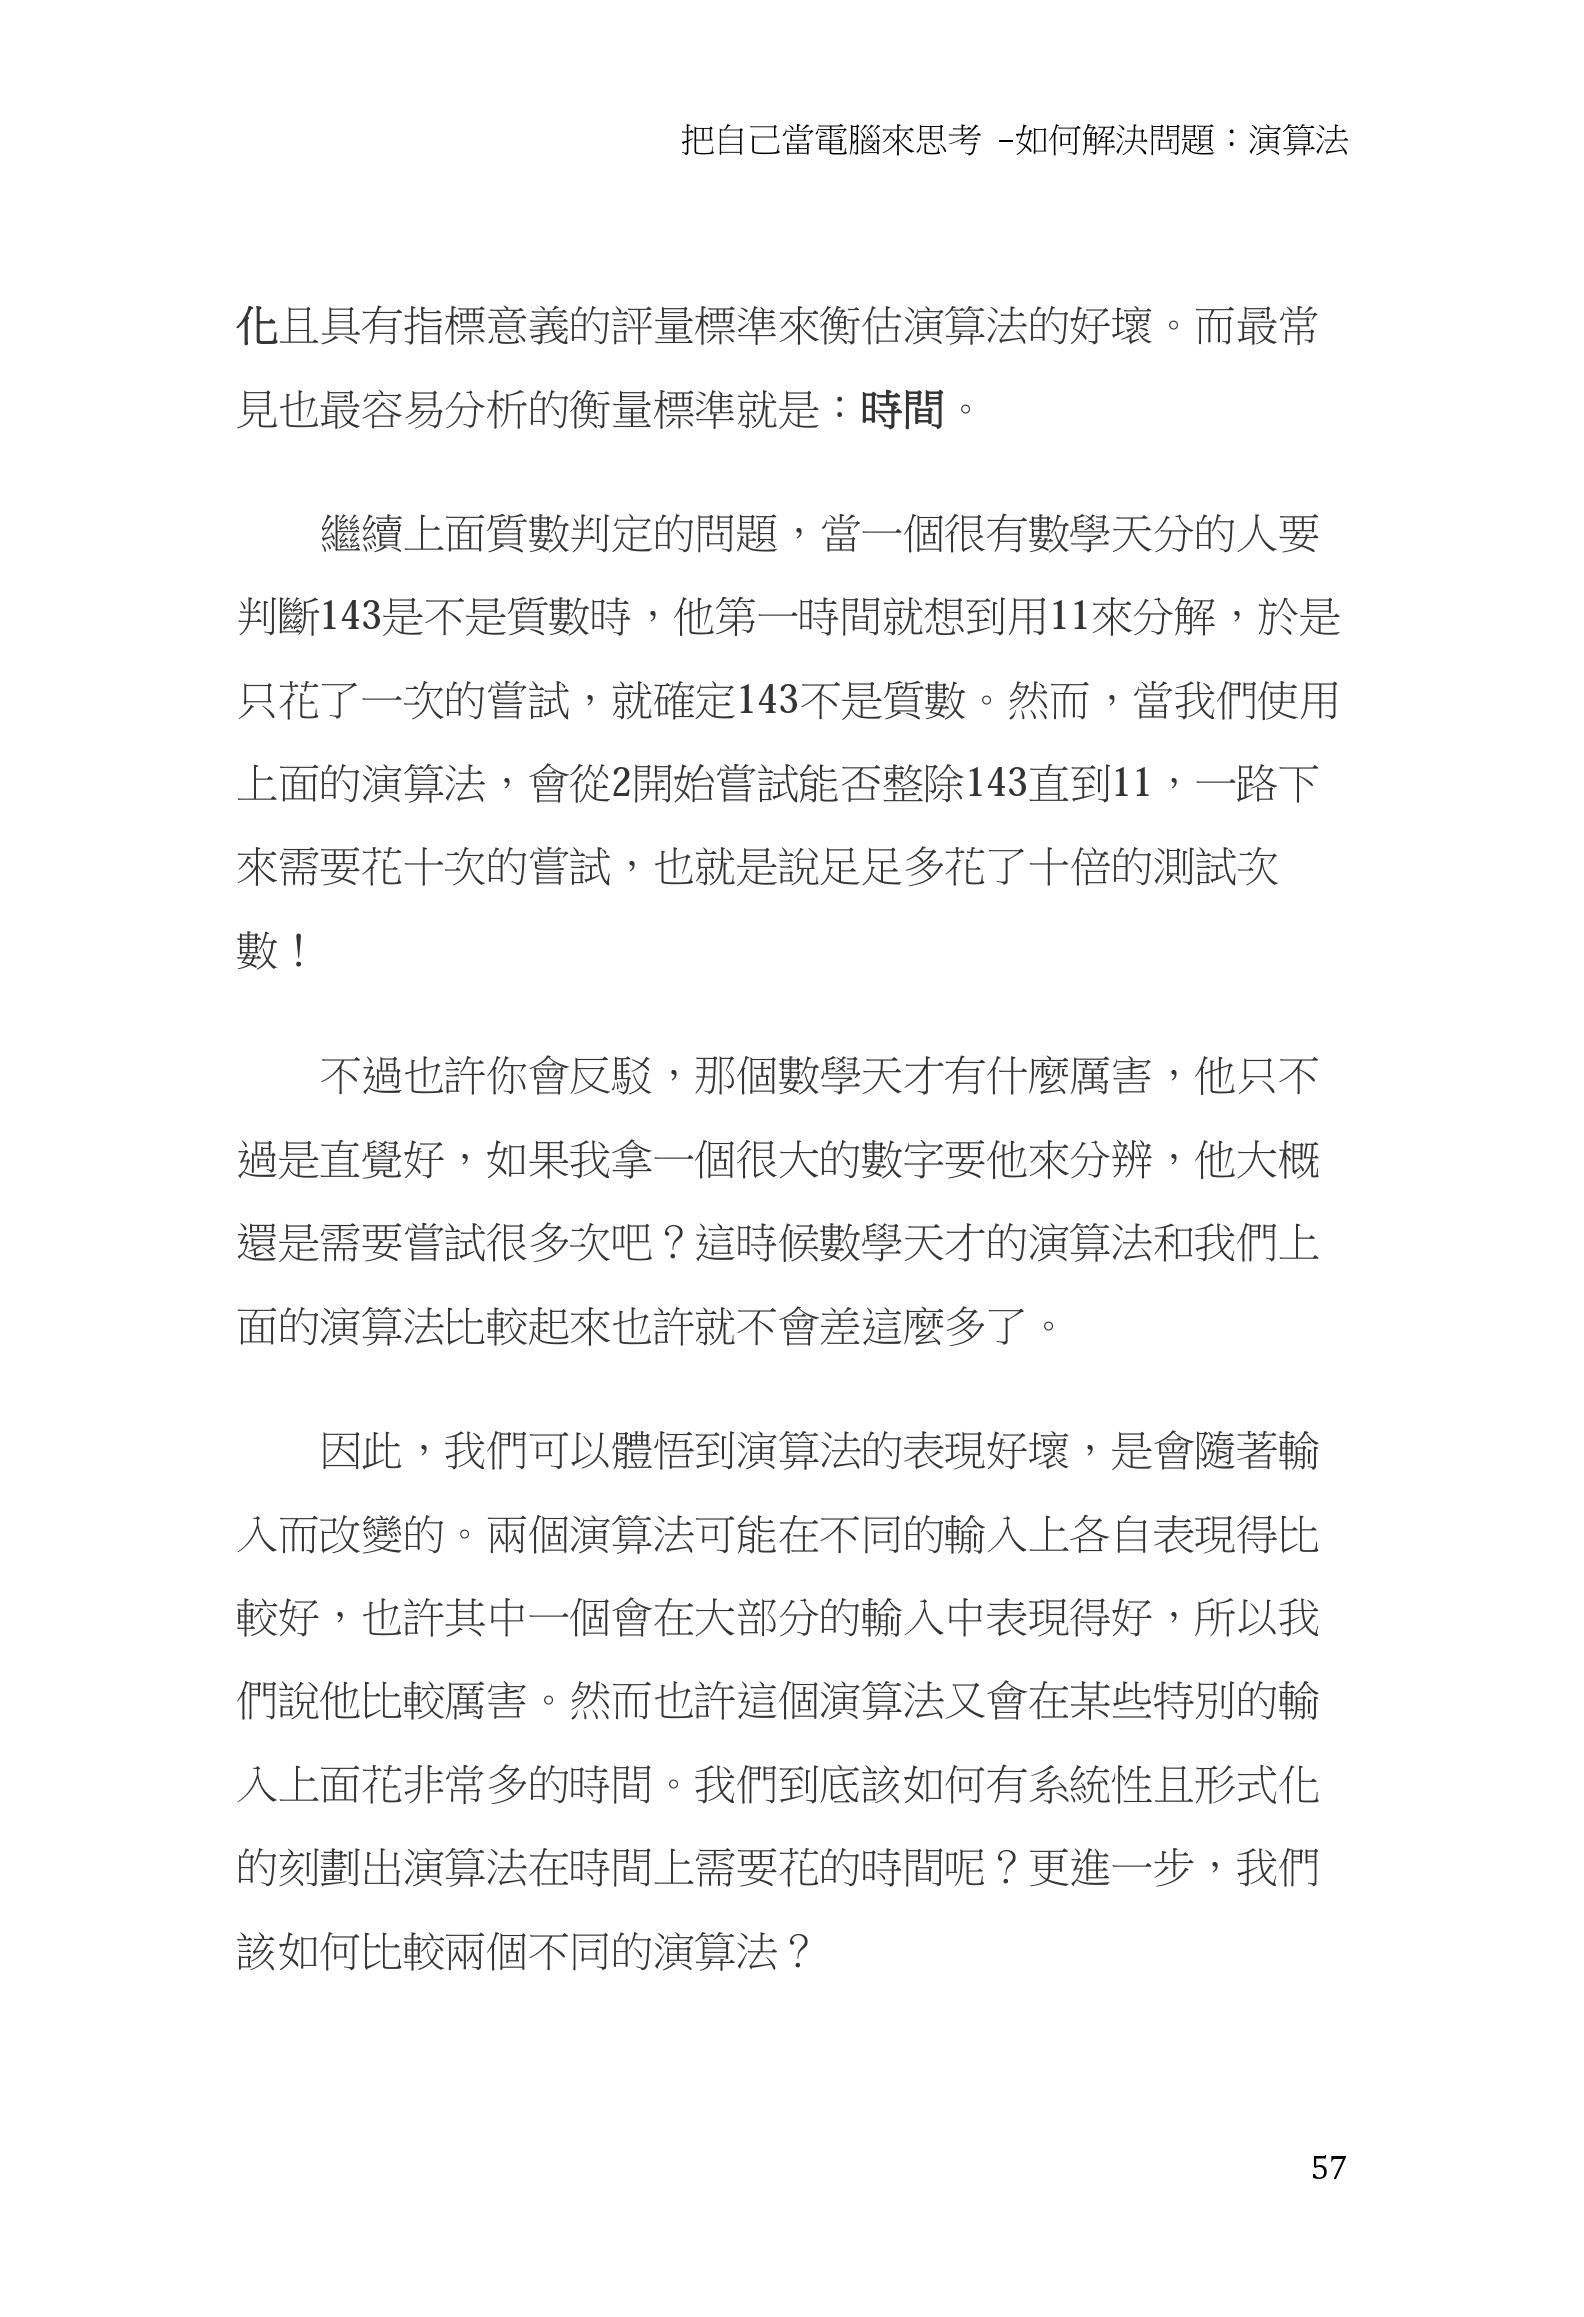 把自己當電腦來思考 –如何解決問題：演算法
化且具有指標意義的評量標準來衡估演算法的好壞。而最常
見也最容易分析的衡量標準就是：時間。
繼續上面質數判定的問題，當一個很有數學天分的人要
判斷143是不是質數時，他第一時間就想到用11來分解，於是
只花了一次的嘗試，就確定143不是質數。然而，當我們使用
上面的演算法，會從2開始嘗試能否整除143直到11，一路下
來需要花十次的嘗試，也就是說足足多花了十倍的測試次
數！
不過也許你會反駁，那個數學天才有什麼厲害，他只不
過是直覺好，如果我拿一個很大的數字要他來分辨，他大概
還是需要嘗試很多次吧？這時候數學天才的演算法和我們上
面的演算法比較起來也許就不會差這麼多了。
因此，我們可以體悟到演算法的表現好壞，是會隨著輸
入而改變的。兩個演算法可能在不同的輸入上各自表現得比
較好，也許其中一個會在大部分的輸入中表現得好，所以我
們說他比較厲害。然而也許這個演算法又會在某些特別的輸
入上面花非常多的時間。我們到底該如何有系統性且形式化
的刻劃出演算法在時間上需要花的時間呢？更進一步，我們
該如何比較兩個不同的演算法？
57